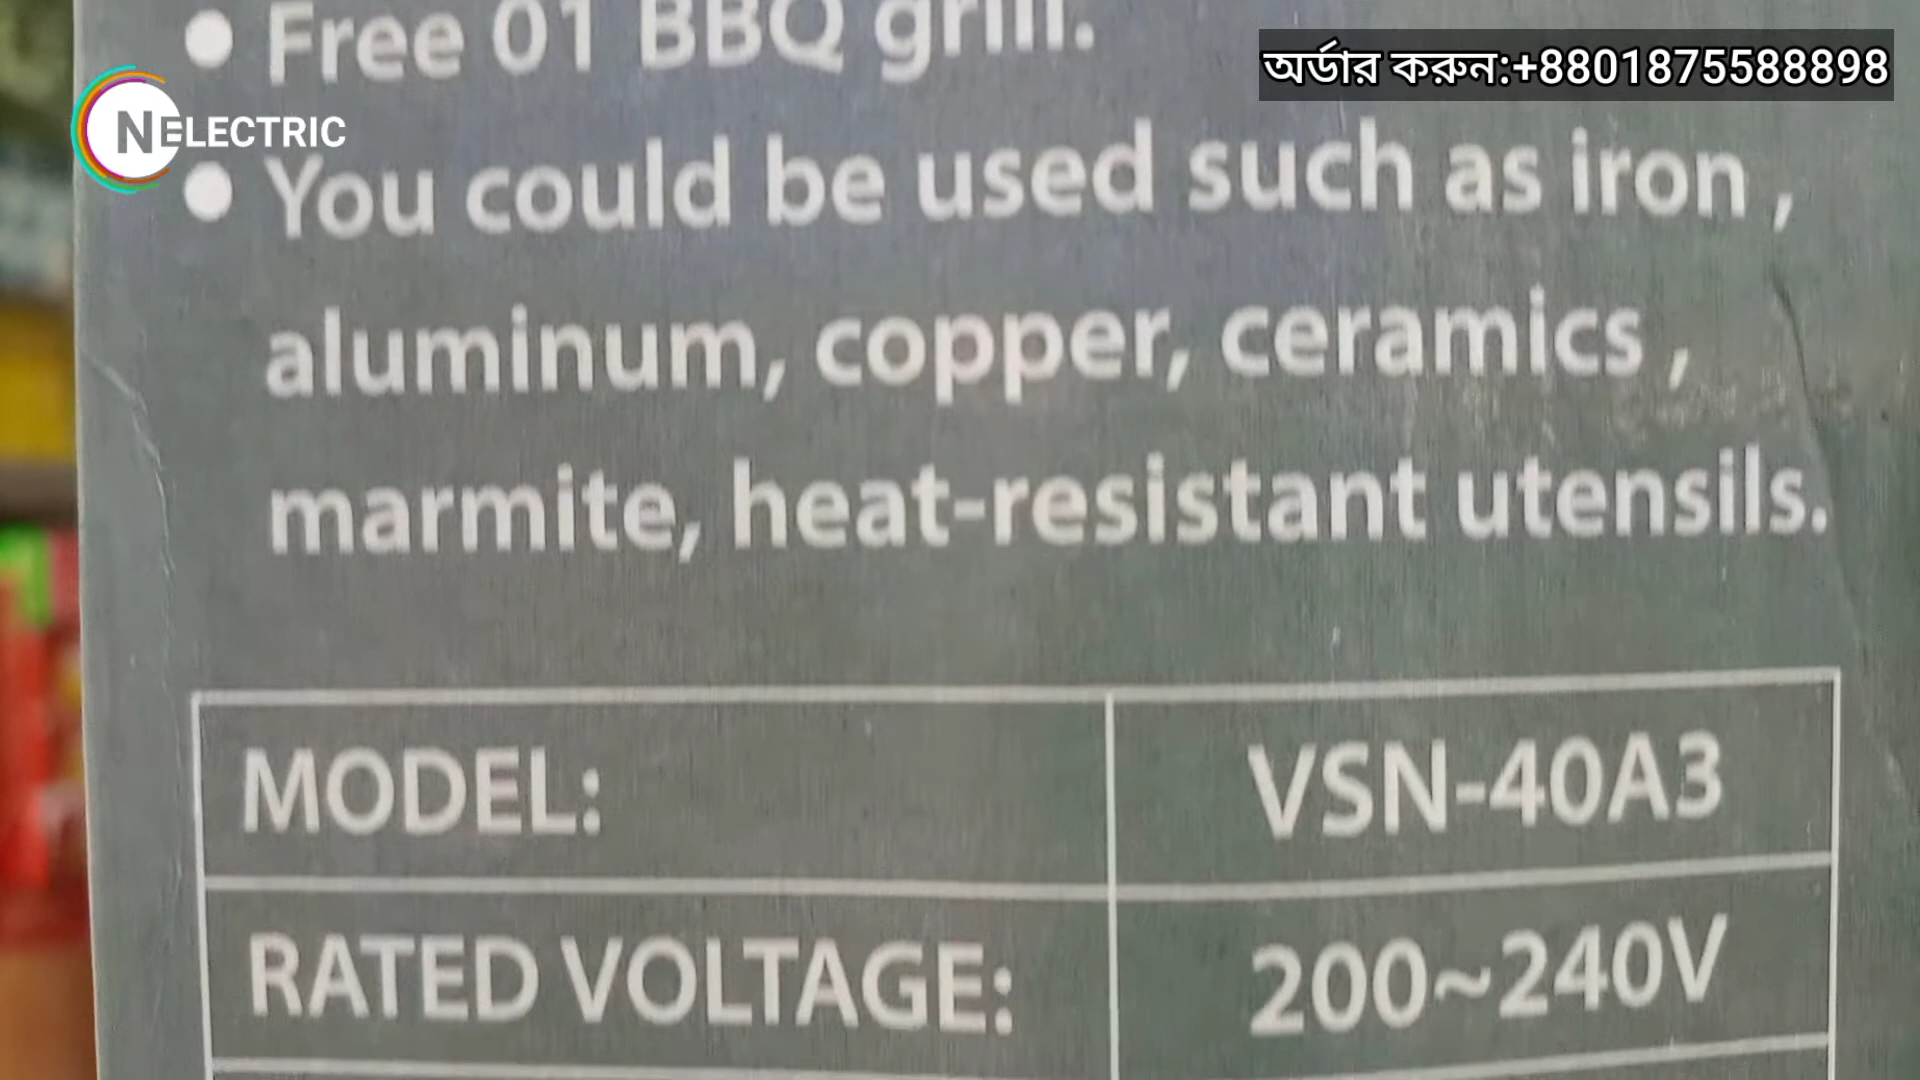 • Free 01 BBQ grill.
অর্ডার করুন:+8801875588898
NELECTRIC
• You could be used such as iron ,
aluminum, copper, ceramics ,
marmite, heat-resistant utensils.
MODEL: VSN-40A3
RATED VOLTAGE: 200~240V